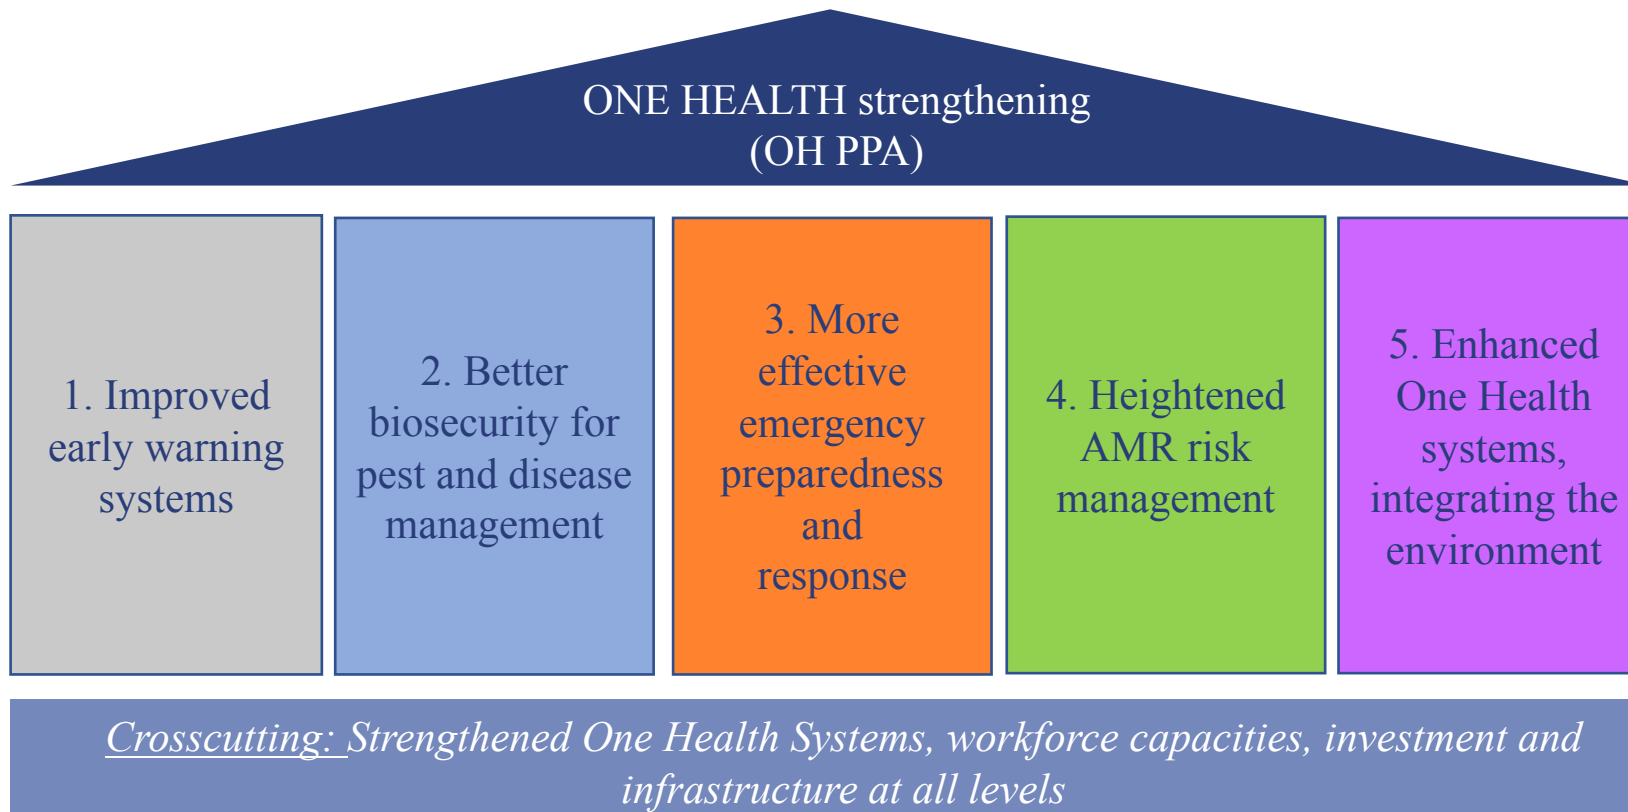 ONE HEALTH strengthening
(OH PPA)
1. Improved
early warning
systems
2. Better
biosecurity for
pest and disease
management
3. More
effective
emergency
preparedness
and
response
4. Heightened
AMR risk
management
5. Enhanced
One Health
systems,
integrating the
environment
Crosscutting: Strengthened One Health Systems, workforce capacities, investment and
infrastructure at all levels